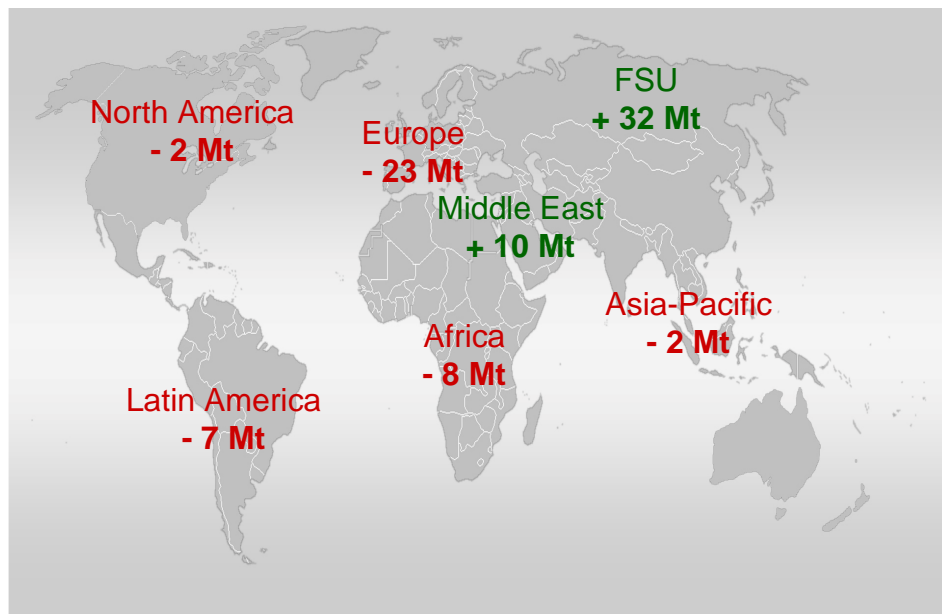 FSU
+ 32 Mt
North America
- 2 Mt
Europe
- 23 Mt
Middle East
+ 10 Mt
Asia-Pacific
- 2 Mt
Africa
- 8 Mt
Latin America
- 7 Mt